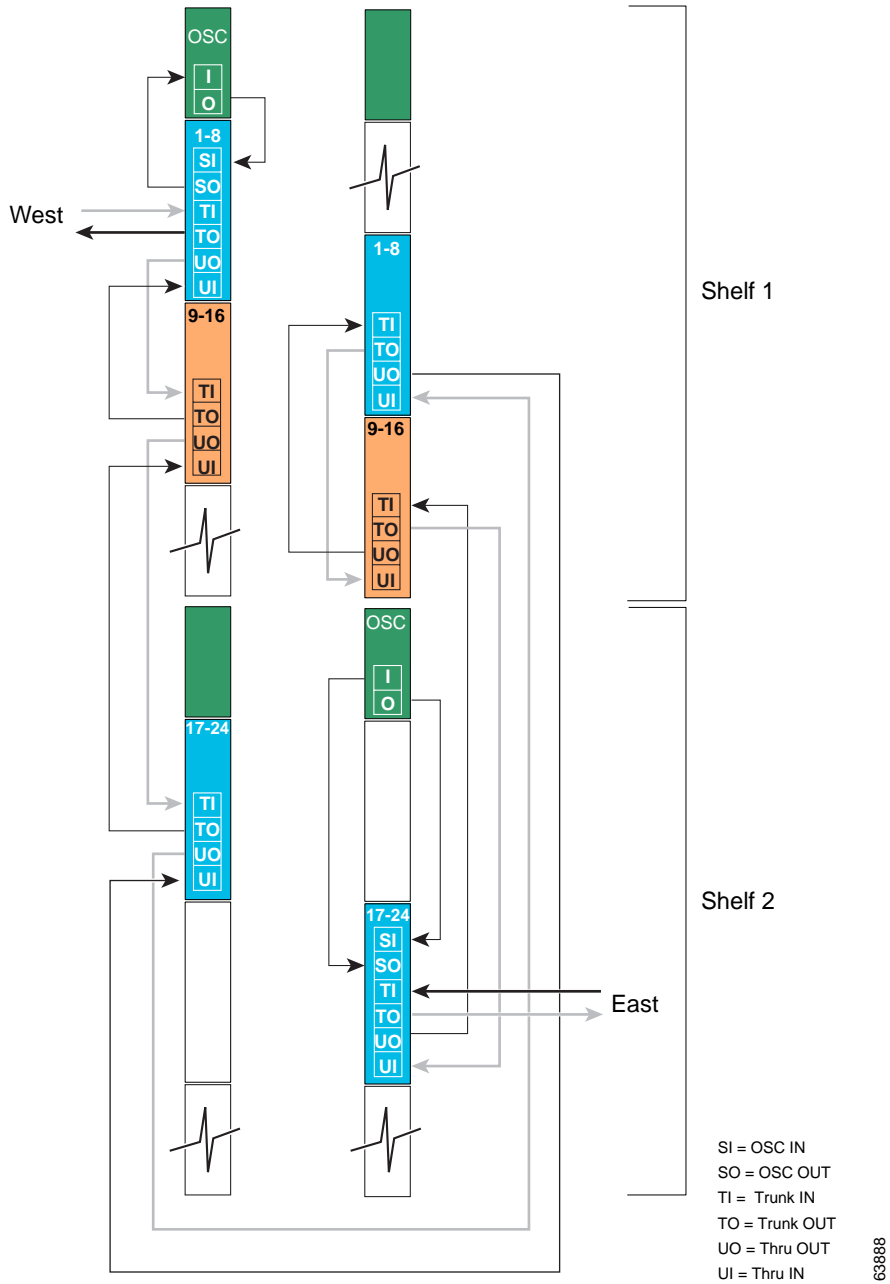 OSC
I
O
1-8
SI
SO
TI
TO
UO
UI
West
9-16
TI
TO
UO
UI
1-8
TI
TO
UO
UI
9-16
TI
TO
UO
UI
Shelf 1
17-24
TI
TO
UO
UI
OSC
I
O
17-24
SI
SO
TI
TO
UO
UI
East
Shelf 2
SI = OSC IN
SO = OSC OUT
TI = Trunk IN
TO = Trunk OUT
UO = Thru OUT
UI = Thru IN
63888